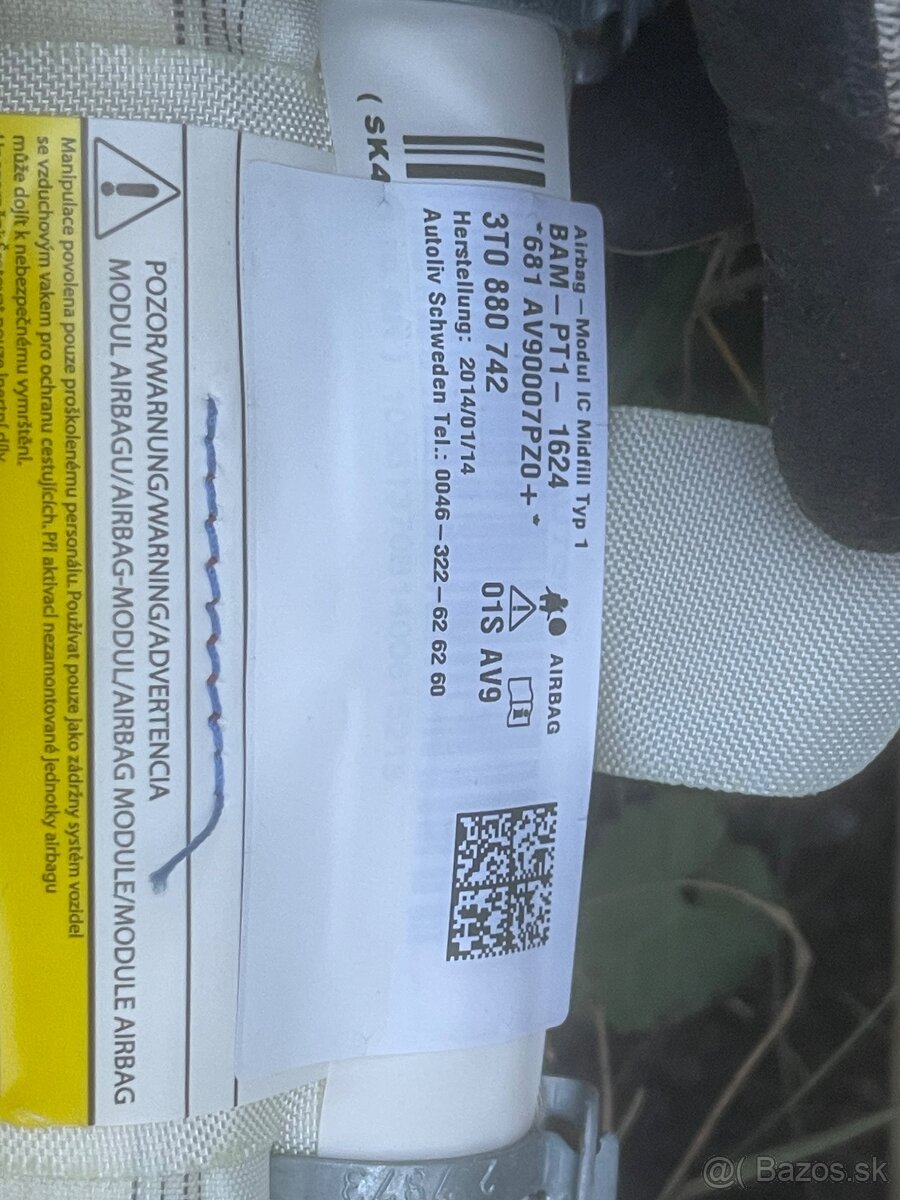 ( SK4
Airbag-Modul IC Midfill Typ 1
BAM-PT1- 1624
*681 AV90007PZ0+*
3T0 880 742
01S AV9
Herstellung: 2014/01/14
Autoliv Schweden Tel.: 0046-322-62 62 60
AIRBAG
POZOR/WARNUNG/WARNING/ADVERTENCIA
MODUL AIRBAGU/AIRBAG-MODUL/AIRBAG MODULE/MODULE AIRBAG
Manipulace povolena pouze proškolenému personálu. Používat pouze jako zádržný systém vozidel
se vzduchovým vakem pro ochranu cestujících. Při aktivaci nezamontované jednotky airbagu
může dojít k nebezpečnému vymrštění.
@( Bazos.sk